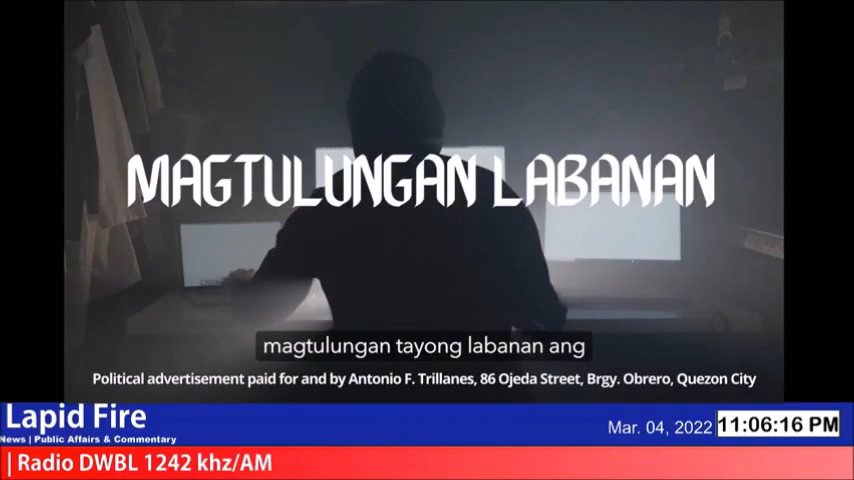 MAGTULUNGAN LABANAN
magtulungan tayong labanan ang
Political advertisement paid for and by Antonio F. Trillanes, 86 Ojeda Street, Brgy. Obrero, Quezon City
Lapid Fire
News | Public Affairs & Commentary
Mar. 04, 2022 11:06:16 PM
| Radio DWBL 1242 khz/AM